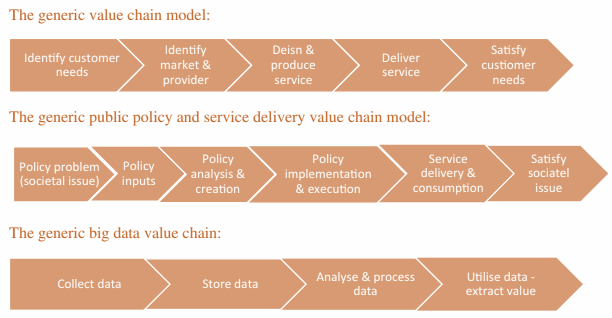 The generic value chain model:
Identify customer
needs
Identify
market &
provider
Deisn &
produce
service
Deliver
service
Satisfy
customer
needs
The generic public policy and service delivery value chain model:
Policy problem
(societal issue)
Policy
inputs
Policy
analysis &
creation
Policy
implementation
& execution
Service
delivery &
consumption
Satisfy
sociatel
issue
The generic big data value chain:
Collect data
Store data
Analyse & process
data
Utilise data -
extract value